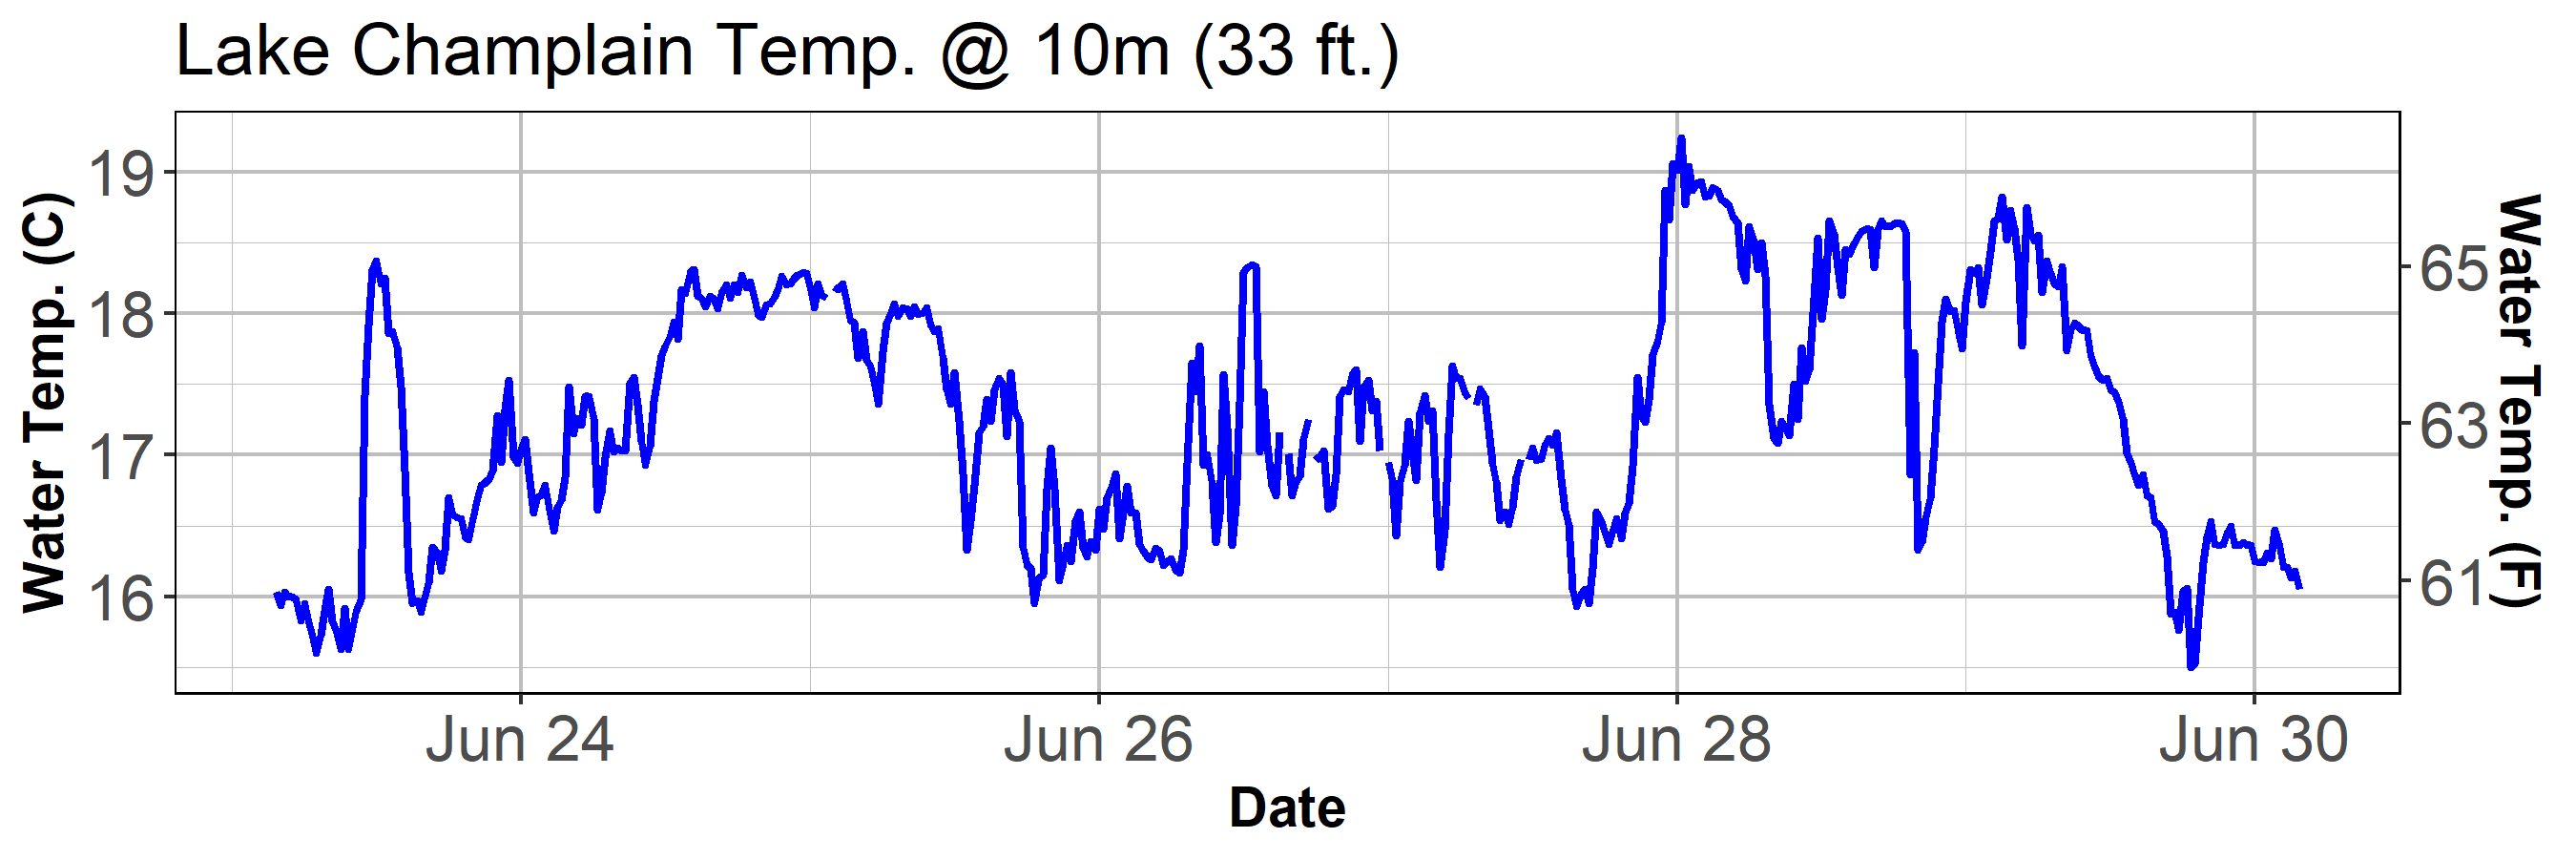 Lake Champlain Temp. @ 10m (33 ft.)
Water Temp. (C)
19
18
17
16
65
63
61
Water Temp. (F)
Jun 24
Jun 26
Jun 28
Jun 30
Date